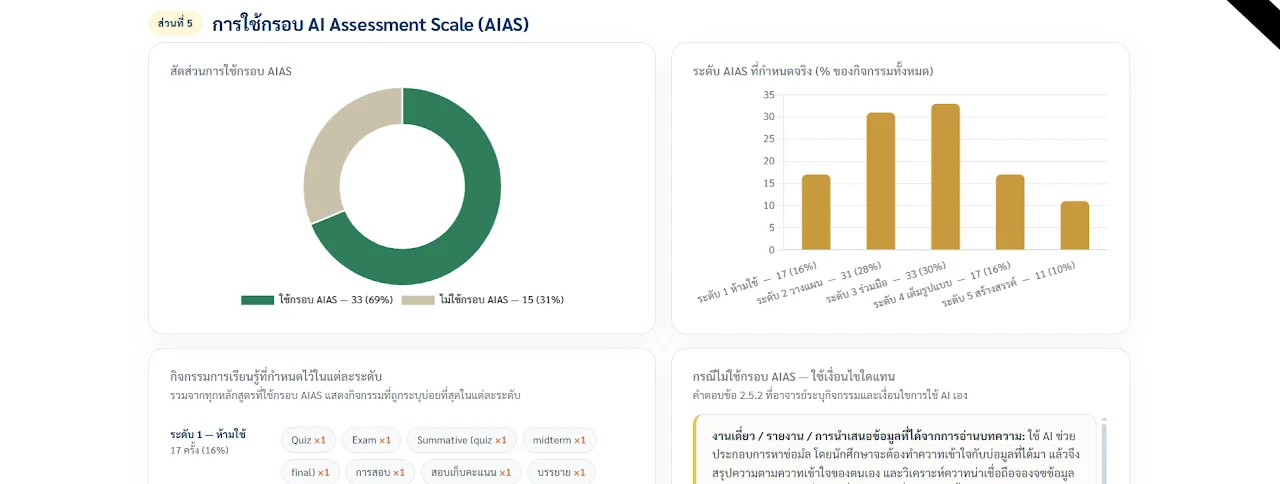 ส่วนที่ 5
การใช้กรอบ AI Assessment Scale (AIAS)
สัดส่วนการใช้กรอบ AIAS
ใช้กรอบ AIAS — 33 (69%)
ไม่ใช้กรอบ AIAS — 15 (31%)
ระดับ AIAS ที่กำหนดจริง (% ของกิจกรรมทั้งหมด)
35
30
25
20
15
10
5
0
ระดับ 1 ห้ามใช้ — 17 (16%)
ระดับ 2 วางแผน — 31 (28%)
ระดับ 3 ร่วมมือ — 33 (30%)
ระดับ 4 เต็มรูปแบบ — 17 (16%)
ระดับ 5 สร้างสรรค์ — 11 (10%)
กิจกรรมการเรียนรู้ที่กำหนดไว้ในแต่ละระดับ
รวมจากทุกหลักสูตรที่ใช้กรอบ AIAS แสดงกิจกรรมที่ถูกระบุบ่อยที่สุดในแต่ละระดับ
ระดับ 1 — ห้ามใช้
17 ครั้ง (16%)
Quiz ×1
Exam ×1
Summative (quiz ×1
midterm ×1
final) ×1
การสอบ ×1
สอบเก็บคะแนน ×1
บรรยาย ×1
กรณีไม่ใช้กรอบ AIAS — ใช้เงื่อนไขใดแทน
คำตอบข้อ 2.5.2 ที่อาจารย์ระบุกิจกรรมและเงื่อนไขการใช้ AI เอง
งานเดี่ยว / รายงาน / การนำเสนอข้อมูลที่ได้จากการอ่านบทความ: ใช้ AI ช่วย
ประกอบการหาข่อมูล โดยนักศึกษาจะต้องทำความเข้าใจกับบ่อมูลที่ได้มา แล้วจึง
สรุปความตามความเข้าใจของตนเอง และวิเคราะห์ความน่าเชื่อถือของข้อมูล